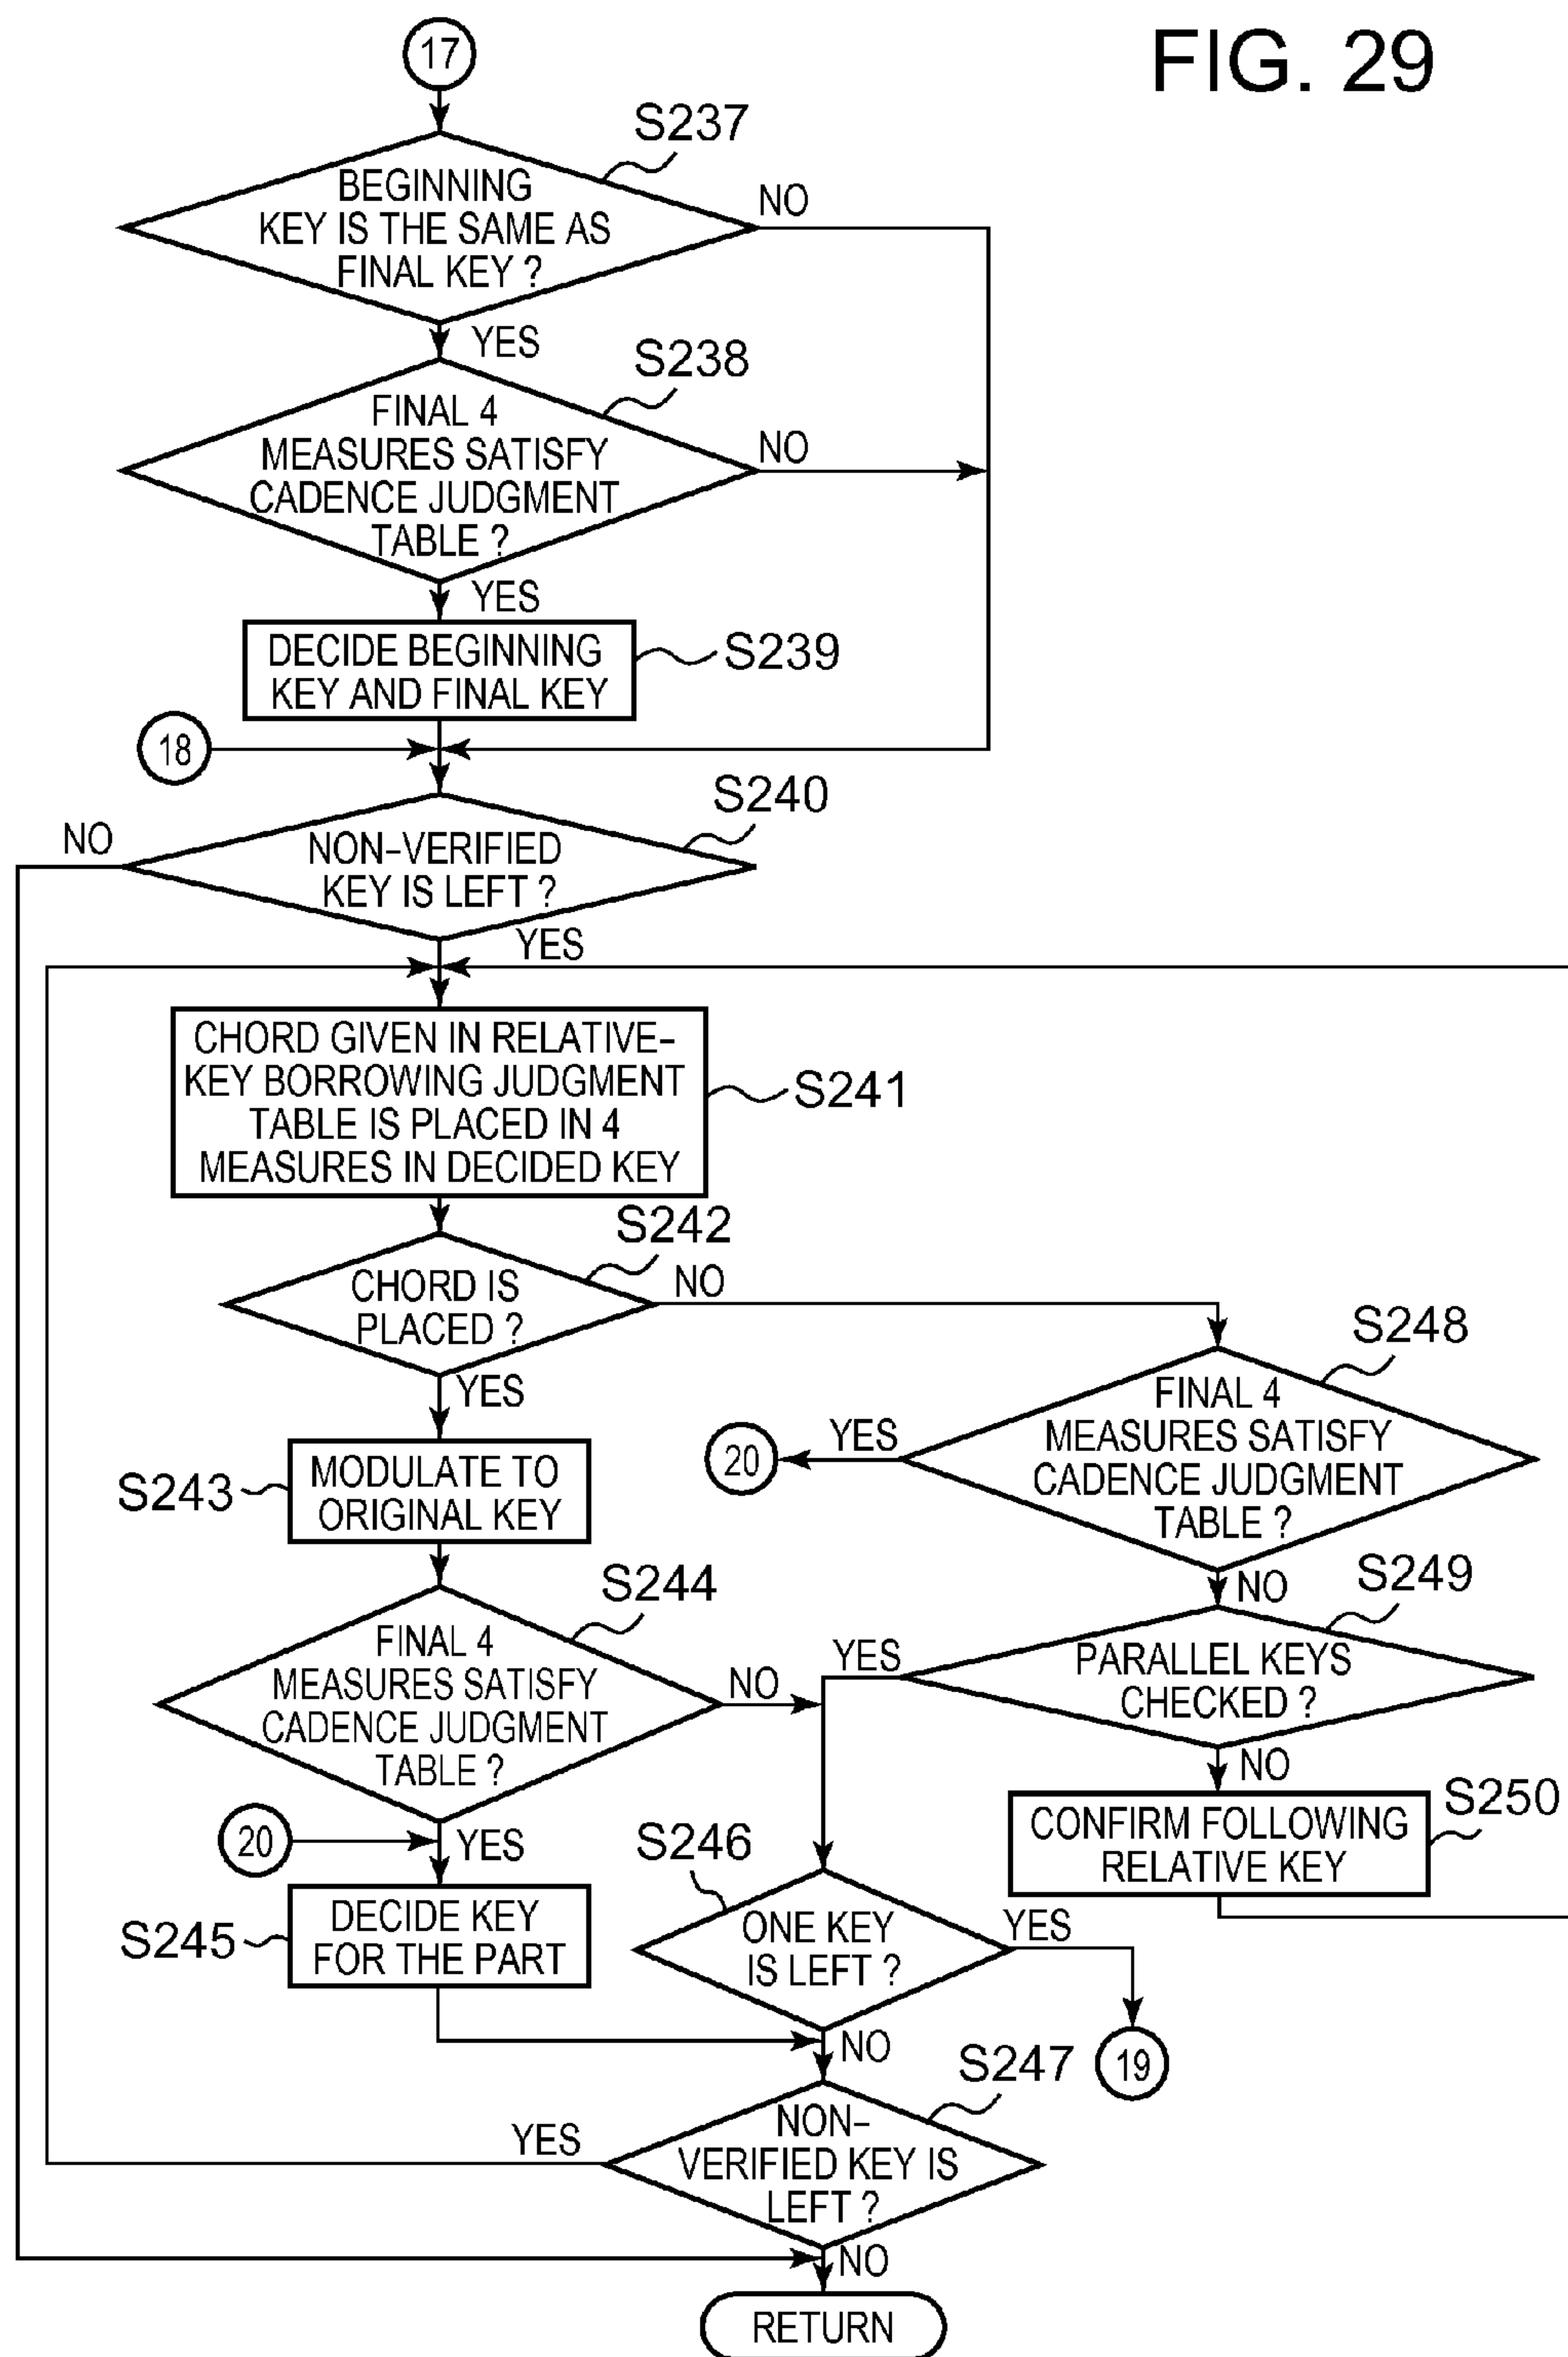 FIG. 29
17
S237
BEGINNING
KEY IS THE SAME AS
FINAL KEY ?
NO
YES
S238
FINAL 4
MEASURES SATISFY
CADENCE JUDGMENT
TABLE ?
NO
YES
DECIDE BEGINNING
KEY AND FINAL KEY
S239
18
S240
NON-VERIFIED
KEY IS LEFT ?
NO
YES
CHORD GIVEN IN RELATIVE-
KEY BORROWING JUDGMENT
TABLE IS PLACED IN 4
MEASURES IN DECIDED KEY
S241
S242
CHORD IS
PLACED ?
NO
YES
S243
MODULATE TO
ORIGINAL KEY
S244
FINAL 4
MEASURES SATISFY
CADENCE JUDGMENT
TABLE ?
NO
YES
20
S245
DECIDE KEY
FOR THE PART
S248
FINAL 4
MEASURES SATISFY
CADENCE JUDGMENT
TABLE ?
YES
20
NO
S249
PARALLEL KEYS
CHECKED ?
YES
NO
CONFIRM FOLLOWING
RELATIVE KEY
S250
S246
ONE KEY
IS LEFT ?
YES
19
NO
S247
NON-
VERIFIED KEY IS
LEFT ?
YES
NO
RETURN